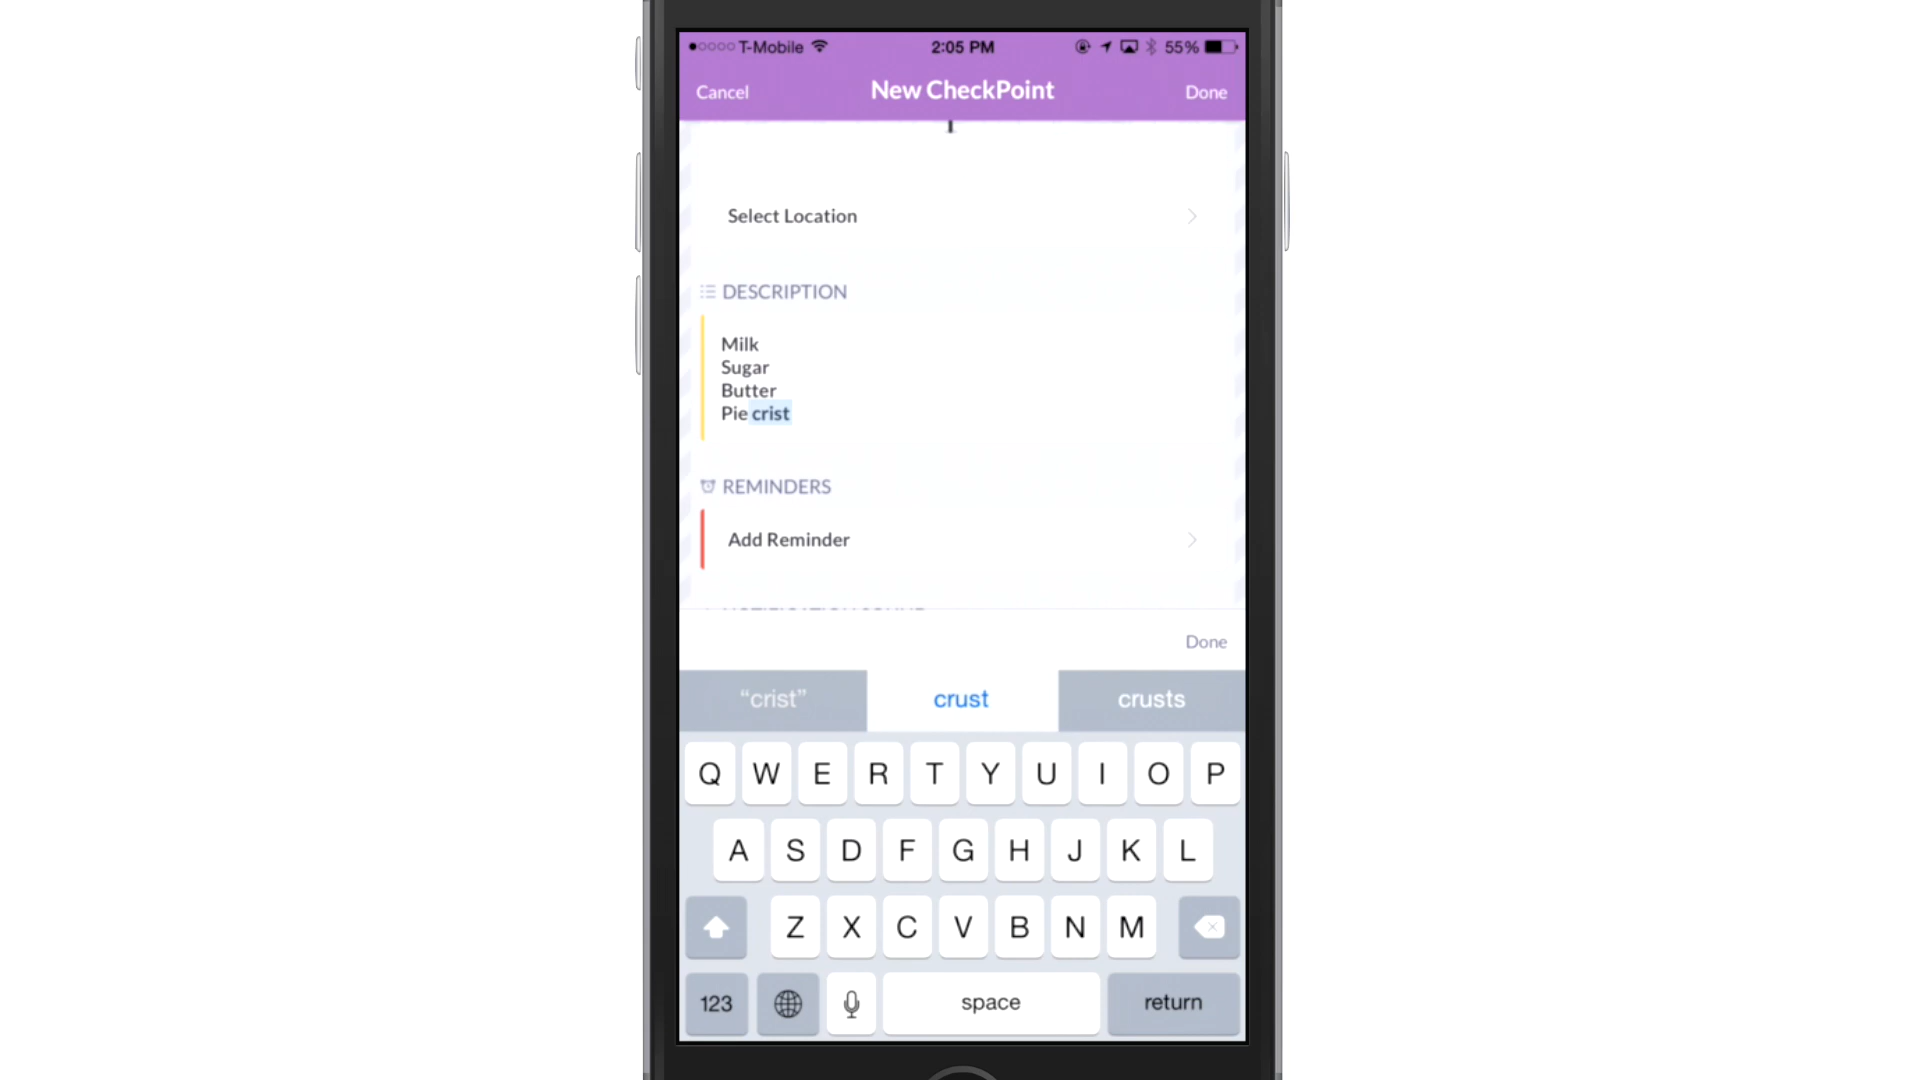 T-Mobile 2:05 PM 55%
Cancel New CheckPoint Done
Select Location
DESCRIPTION
Milk
Sugar
Butter
Pie crist
REMINDERS
Add Reminder
Done
“crist” crust crusts
Q W E R T Y U I O P
A S D F G H J K L
Z X C V B N M
123 space return